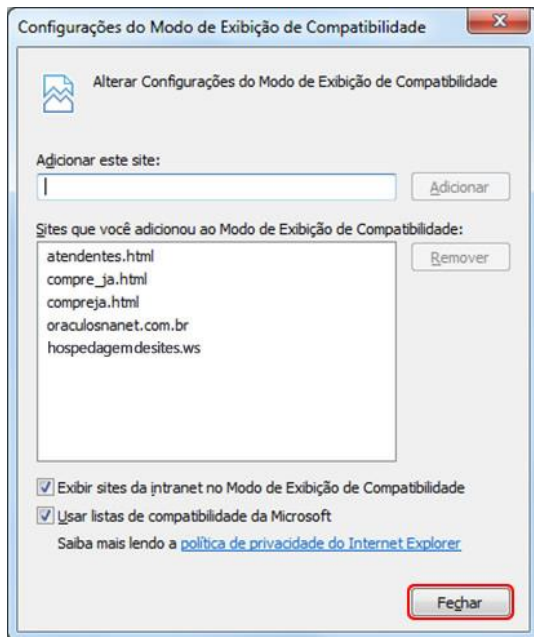 Configurações do Modo de Exibição de Compatibilidade
Alterar Configurações do Modo de Exibição de Compatibilidade
Adicionar este site:
Adicionar
Sites que você adicionou ao Modo de Exibição de Compatibilidade:
atendentes.html
compre_ja.html
compreja.html
oraculosnanet.com.br
hospedagemdesites.ws
Remover
Exibir sites da intranet no Modo de Exibição de Compatibilidade
Usar listas de compatibilidade da Microsoft
Saiba mais lendo a política de privacidade do Internet Explorer
Fechar